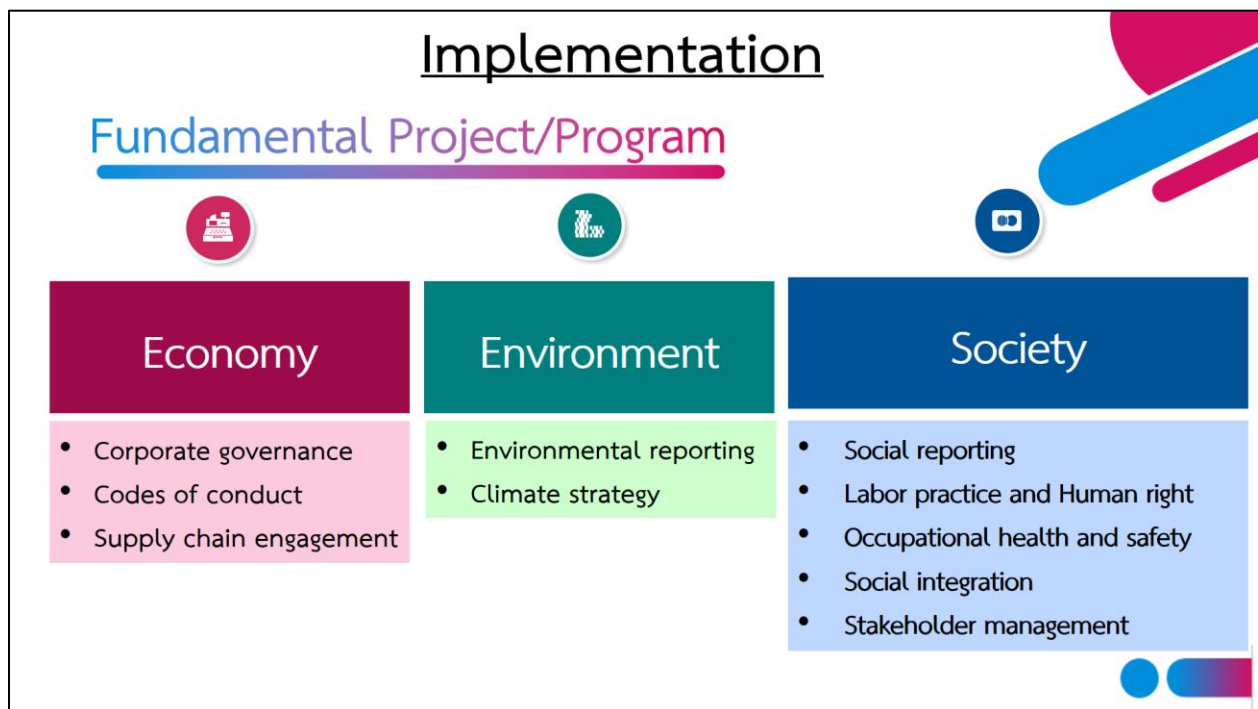 Implementation
Fundamental Project/Program
Economy
• Corporate governance
• Codes of conduct
• Supply chain engagement
Environment
• Environmental reporting
• Climate strategy
Society
• Social reporting
• Labor practice and Human right
• Occupational health and safety
• Social integration
• Stakeholder management